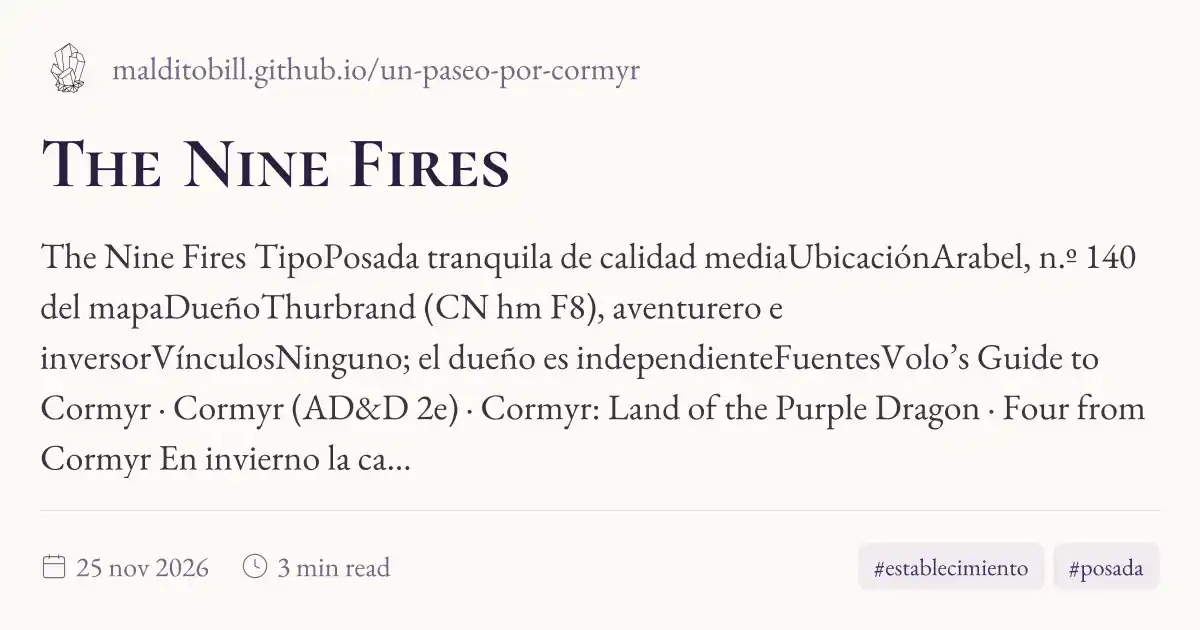 malditobill.github.io/un-paseo-por-cormyr
The Nine Fires
The Nine Fires TipoPosada tranquila de calidad mediaUbicaciónArabel, n.º 140
del mapaDueñoThurbrand (CN hm F8), aventurero e
inversorVínculosNinguno; el dueño es independienteFuentesVolo’s Guide to
Cormyr · Cormyr (AD&D 2e) · Cormyr: Land of the Purple Dragon · Four from
Cormyr En invierno la ca...
25 nov 2026 3 min read #establecimiento #posada